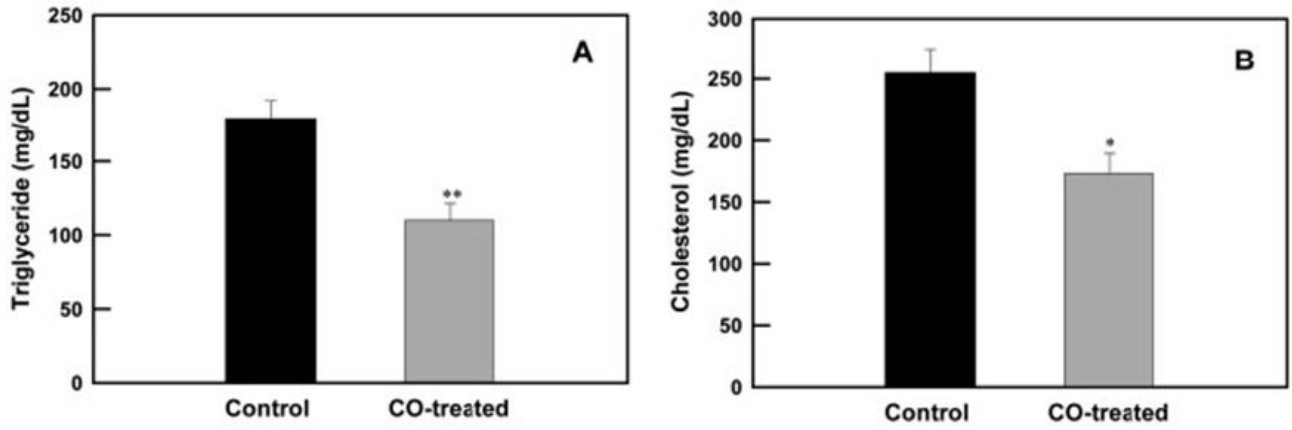 A
Triglyceride (mg/dL)
250
200
150
100
50
0
**
Control
CO-treated
B
Cholesterol (mg/dL)
300
250
200
150
100
50
0
*
Control
CO-treated